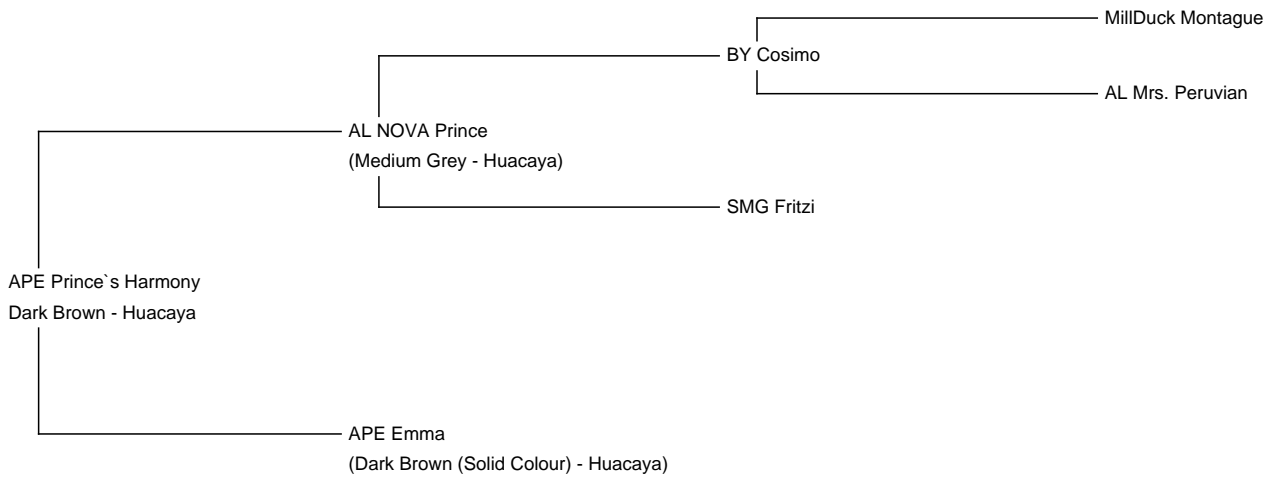 MillDuck Montague
BY Cosimo
AL Mrs. Peruvian
AL NOVA Prince
(Medium Grey - Huacaya)
SMG Fritzi
APE Prince`s Harmony
Dark Brown - Huacaya
APE Emma
(Dark Brown (Solid Colour) - Huacaya)